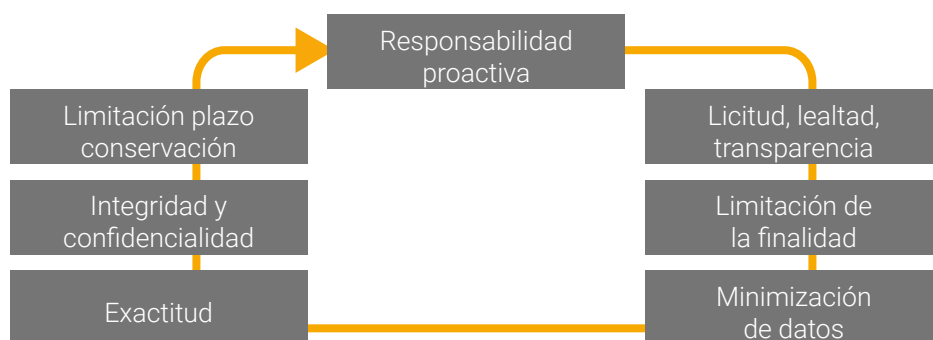 Responsabilidad
proactiva
Limitación plazo
conservación
Licitud, lealtad,
transparencia
Integridad y
confidencialidad
Limitación de
la finalidad
Exactitud
Minimización
de datos